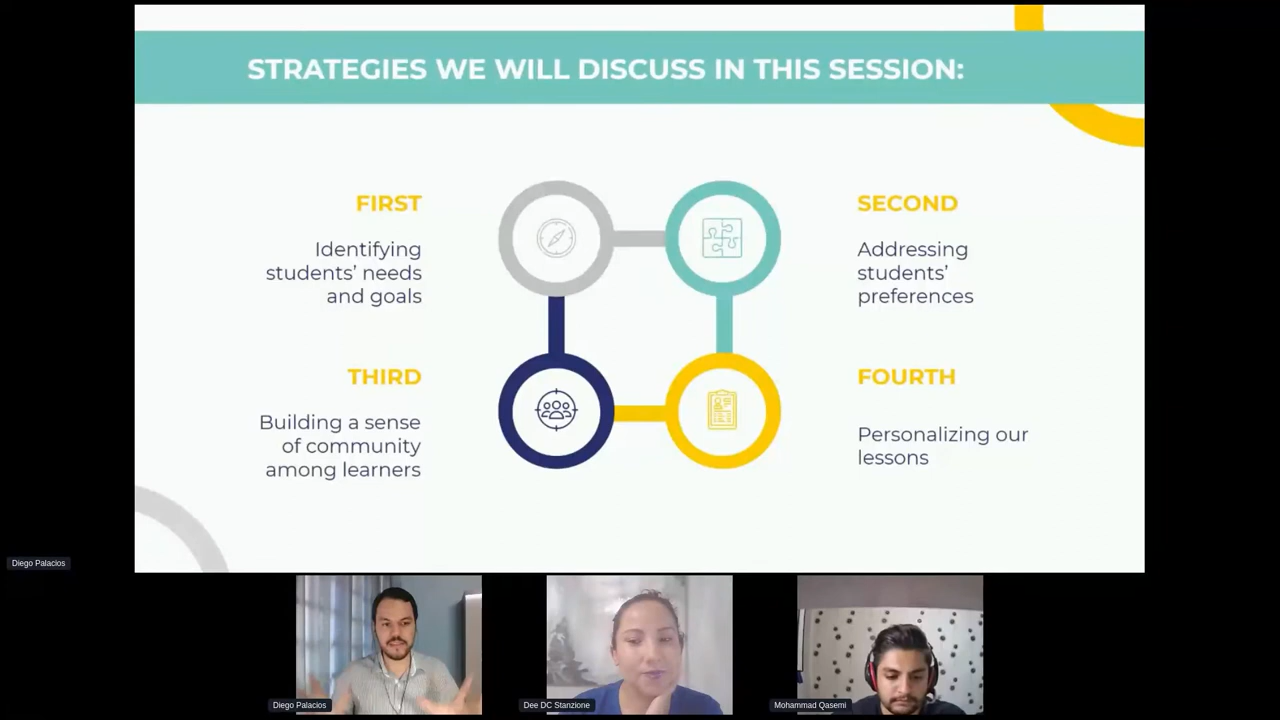 STRATEGIES WE WILL DISCUSS IN THIS SESSION:
FIRST
Identifying
students’ needs
and goals
SECOND
Addressing
students’
preferences
THIRD
Building a sense
of community
among learners
FOURTH
Personalizing our
lessons
Diego Palacios
Diego Palacios
Dee DC Stanzione
Mohammad Qasemi